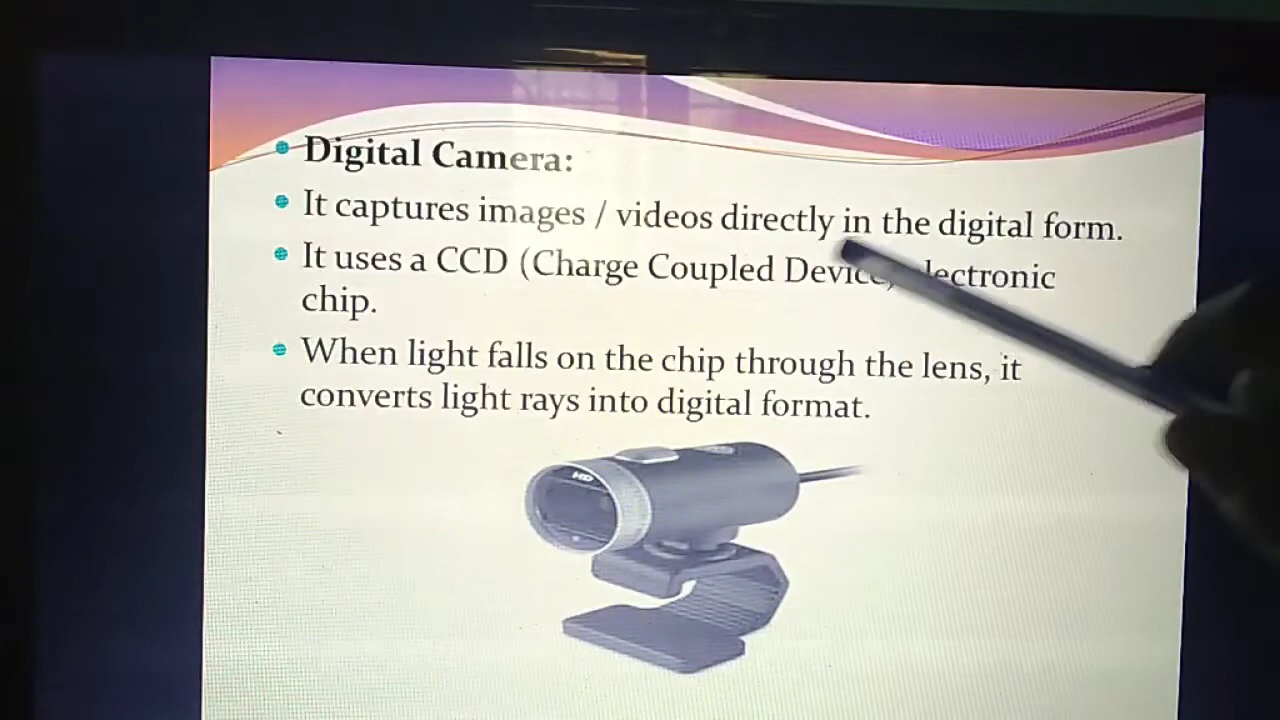 Digital Camera:
It captures images / videos directly in the digital form.
It uses a CCD (Charge Coupled Device) electronic
chip.
When light falls on the chip through the lens, it
converts light rays into digital format.
HD